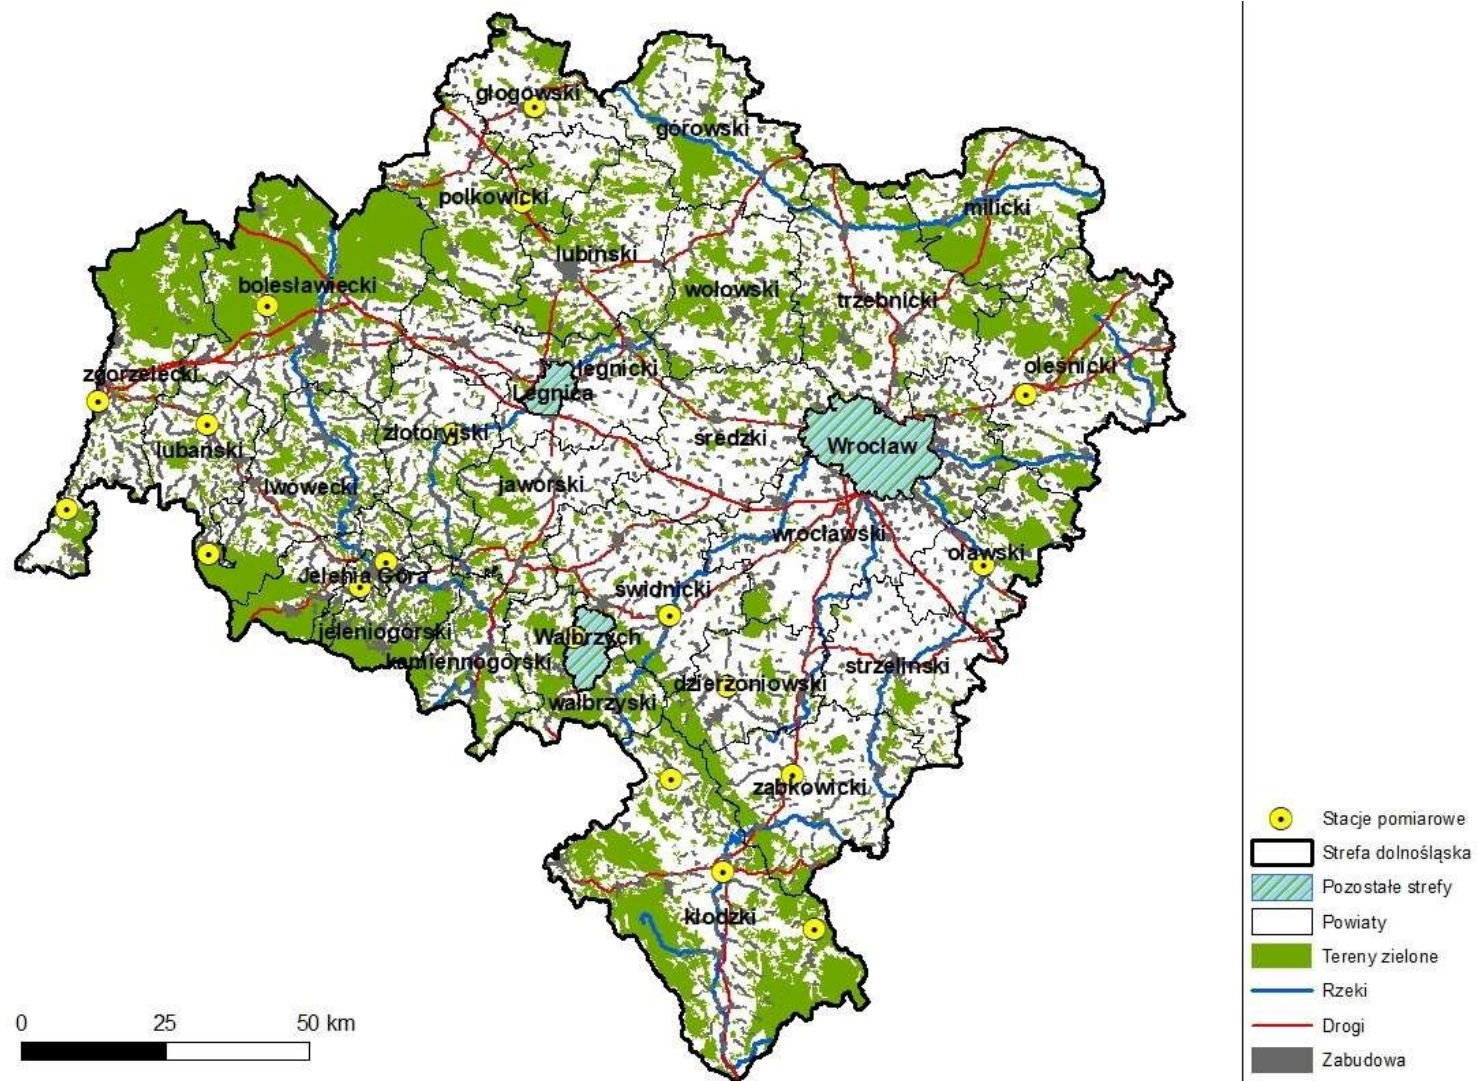 głogowski
górowski
polkowicki
milicki
lubiński
bolesławiecki
wołowski
trzebnicki
zgorzelecki
legnicki
oleśnicki
Legnica
złotoryjski
średzki
Wrocław
lubański
lwówecki
jaworski
wrocławski
oławski
Jelenia Góra
świdnicki
jeleniogórski
Wałbrzych
kamiennogórski
strzeliński
dzierżoniowski
wałbrzyski
ząbkowicki
kłodzki
0 25 50 km
Stacje pomiarowe
Strefa dolnośląska
Pozostałe strefy
Powiaty
Tereny zielone
Rzeki
Drogi
Zabudowa